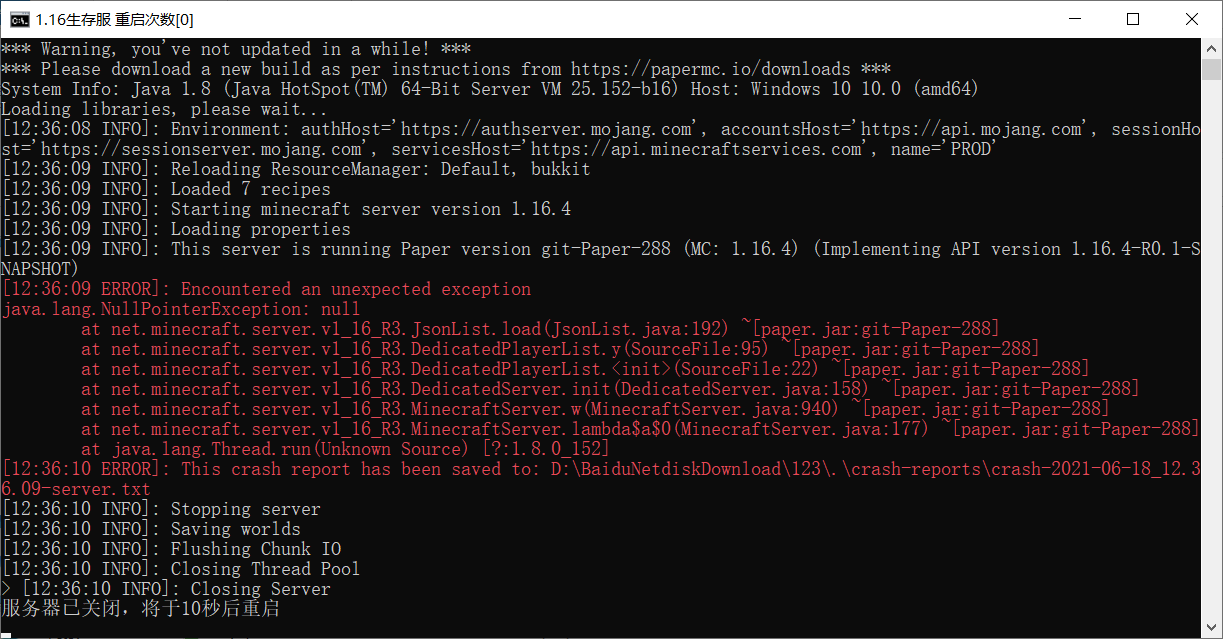 1.16生存服 重启次数[0]
*** Warning, you've not updated in a while! ***
*** Please download a new build as per instructions from https://papermc.io/downloads ***
System Info: Java 1.8 (Java HotSpot(TM) 64-Bit Server VM 25.152-b16) Host: Windows 10 10.0 (amd64)
Loading libraries, please wait...
[12:36:08 INFO]: Environment: authHost='https://authserver.mojang.com', accountsHost='https://api.mojang.com', sessionHo
st='https://sessionserver.mojang.com', servicesHost='https://api.minecraftservices.com', name='PROD'
[12:36:09 INFO]: Reloading ResourceManager: Default, bukkit
[12:36:09 INFO]: Loaded 7 recipes
[12:36:09 INFO]: Starting minecraft server version 1.16.4
[12:36:09 INFO]: Loading properties
[12:36:09 INFO]: This server is running Paper version git-Paper-288 (MC: 1.16.4) (Implementing API version 1.16.4-R0.1-S
NAPSHOT)
[12:36:09 ERROR]: Encountered an unexpected exception
java.lang.NullPointerException: null
at net.minecraft.server.v1_16_R3.JsonList.load(JsonList.java:192) ~[paper.jar:git-Paper-288]
at net.minecraft.server.v1_16_R3.DedicatedPlayerList.y(SourceFile:95) ~[paper.jar:git-Paper-288]
at net.minecraft.server.v1_16_R3.DedicatedPlayerList.<init>(SourceFile:22) ~[paper.jar:git-Paper-288]
at net.minecraft.server.v1_16_R3.DedicatedServer.init(DedicatedServer.java:158) ~[paper.jar:git-Paper-288]
at net.minecraft.server.v1_16_R3.MinecraftServer.w(MinecraftServer.java:940) ~[paper.jar:git-Paper-288]
at net.minecraft.server.v1_16_R3.MinecraftServer.lambda$a$0(MinecraftServer.java:177) ~[paper.jar:git-Paper-288]
at java.lang.Thread.run(Unknown Source) [?:1.8.0_152]
[12:36:10 ERROR]: This crash report has been saved to: D:\BaiduNetdiskDownload\123\.\crash-reports\crash-2021-06-18_12.3
6.09-server.txt
[12:36:10 INFO]: Stopping server
[12:36:10 INFO]: Saving worlds
[12:36:10 INFO]: Flushing Chunk IO
[12:36:10 INFO]: Closing Thread Pool
> [12:36:10 INFO]: Closing Server
服务器已关闭，将于10秒后重启